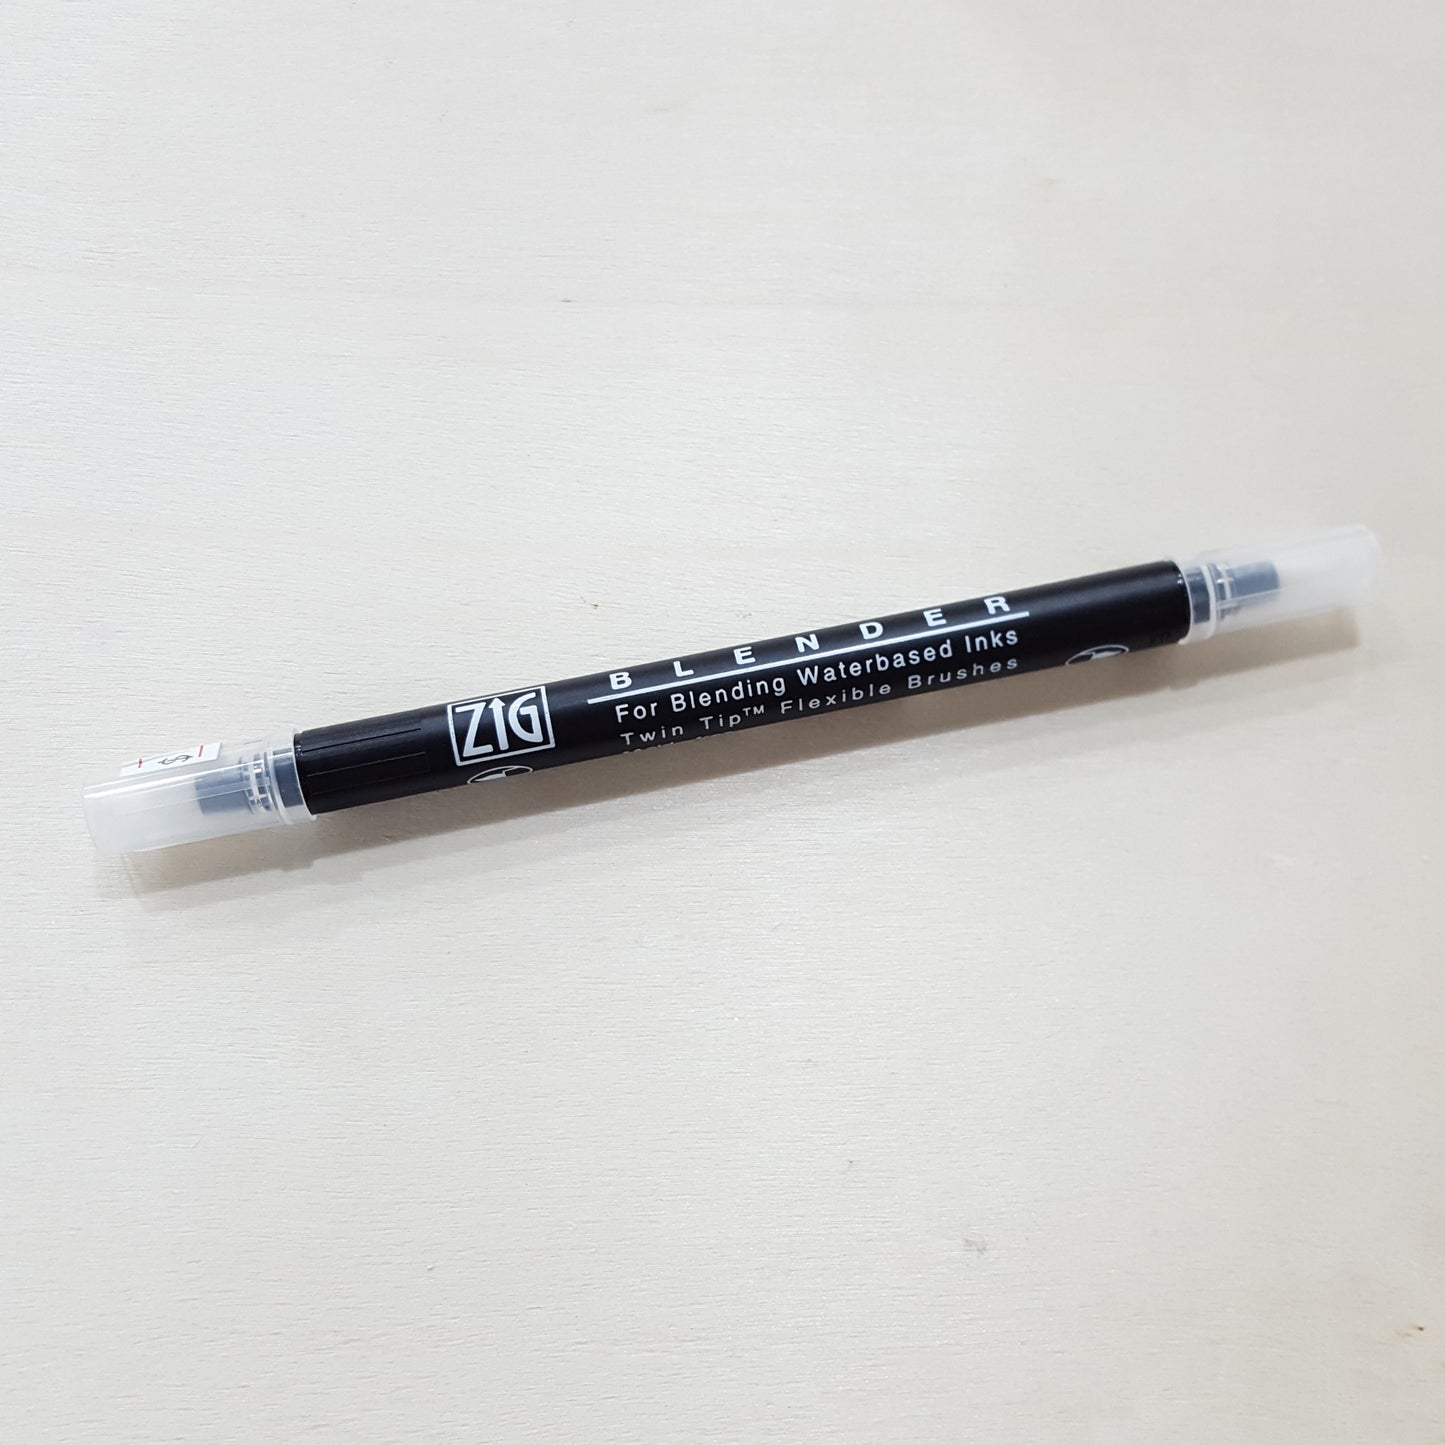 ZIG
BLENDER
For Blending Waterbased Inks
Twin Tip™ Flexible Brushes
$